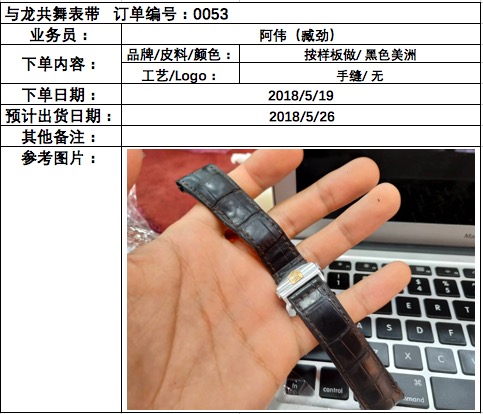 与龙共舞表带 订单编号：0053
业务员： 阿伟（臧劲）
下单内容： 品牌/皮料/颜色： 按样板做/ 黑色美洲
工艺/Logo： 手缝/ 无
下单日期： 2018/5/19
预计出货日期： 2018/5/26
其他备注：
参考图片：
control
option
command
Z
X
C
A
S
D
F